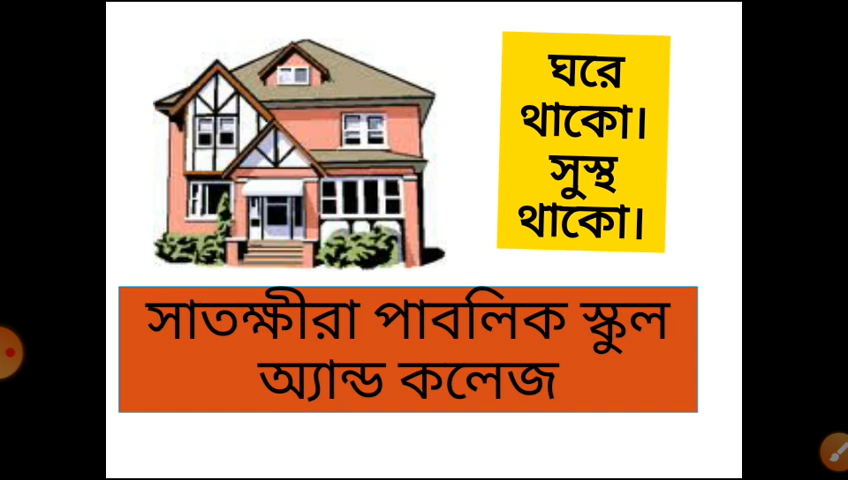 ঘরে
থাকো।
সুস্থ
থাকো।
সাতক্ষীরা পাবলিক স্কুল
অ্যান্ড কলেজ